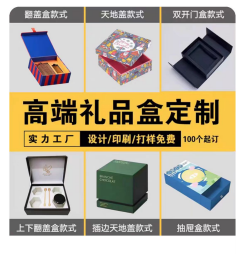 翻盖盒款式 天地盖款式 双开门盒款式
高端礼品盒定制
实力工厂 设计/印刷/打样免费 100个起订
上下翻盖盒款式 插边天地盖款式 抽屉盒款式